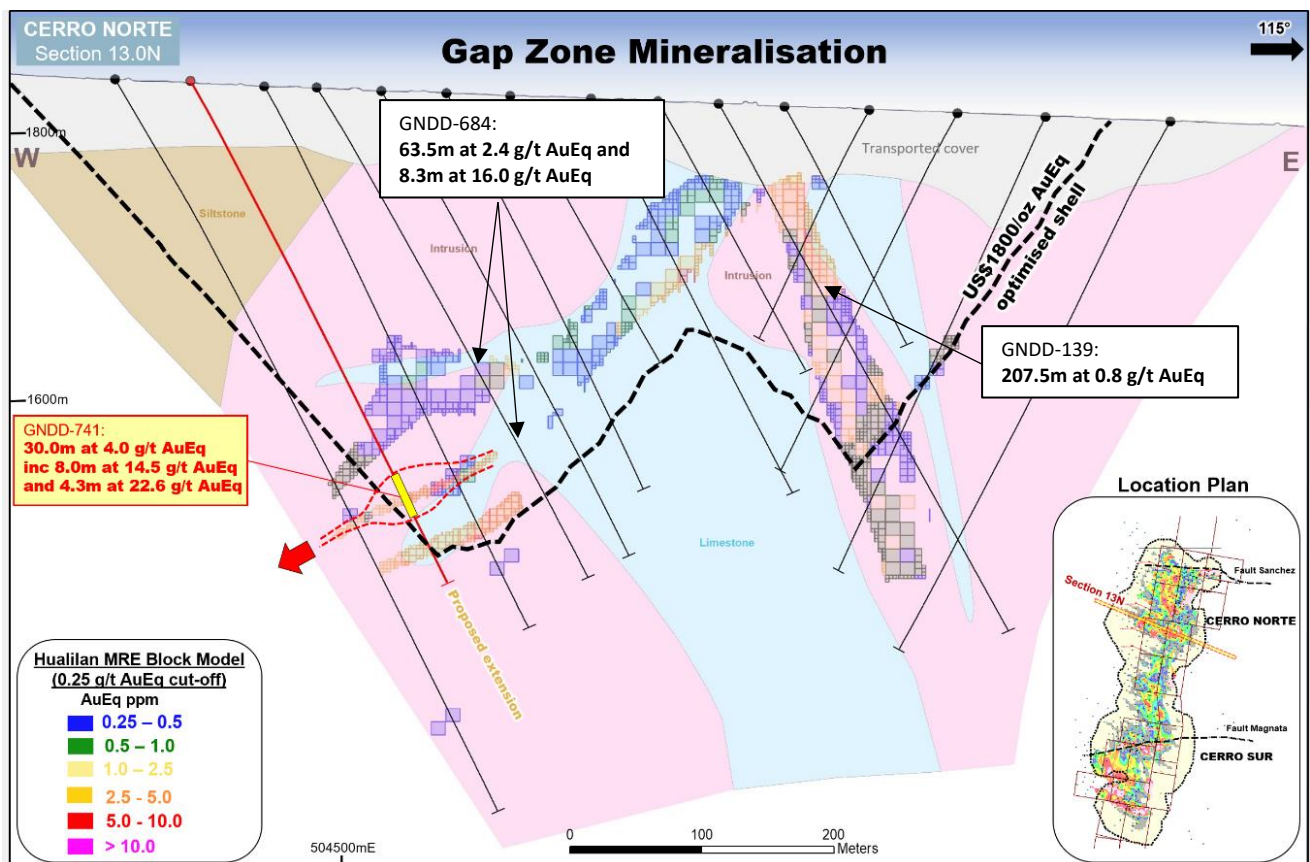 CERRO NORTE
Section 13.0N
Gap Zone Mineralisation
115°
1800m
W
E
GNDD-684:
63.5m at 2.4 g/t AuEq and
8.3m at 16.0 g/t AuEq
Transported cover
Siltstone
Intrusion
Intrusion
US$1800/oz AuEq
optimised shell
GNDD-139:
207.5m at 0.8 g/t AuEq
1600m
GNDD-741:
30.0m at 4.0 g/t AuEq
inc 8.0m at 14.5 g/t AuEq
and 4.3m at 22.6 g/t AuEq
Limestone
Proposed extension
Location Plan
Fault Sanchez
Section 13N
CERRO NORTE
Fault Magnata
CERRO SUR
Hualilan MRE Block Model
(0.25 g/t AuEq cut-off)
AuEq ppm
0.25 – 0.5
0.5 – 1.0
1.0 – 2.5
2.5 - 5.0
5.0 - 10.0
> 10.0
504500mE
0 100 200
Meters